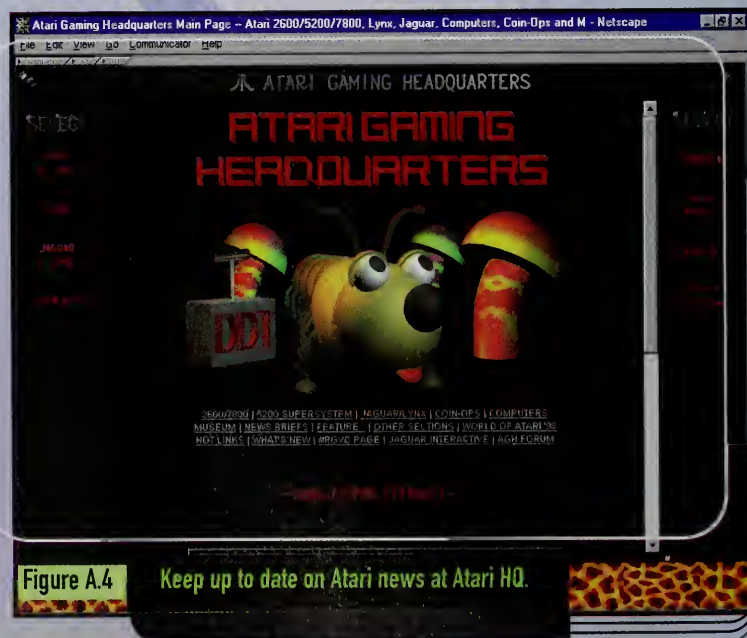 Atari Gaming Headquarters Main Page -- Atari 2600/5200/7800, Lynx, Jaguar, Computers, Coin-Ops and M - Netscape
File Edit View Go Communicator Help
ATARI GAMING HEADQUARTERS
ATARI GAMING
HEADQUARTERS
JAGUAR
DDT
2600/7800 | 5200 SUPERSYSTEM | JAGUAR/LYNX | COIN-OPS | COMPUTERS
MUSEUM | NEWS BRIEFS | FEATURE | OTHER SECTIONS | WORLD OF ATARI '98
HOT LINKS | WHAT'S NEW | #RGVC PAGE | JAGUAR INTERACTIVE | AGH FORUM
Figure A.4
Keep up to date on Atari news at Atari HQ.